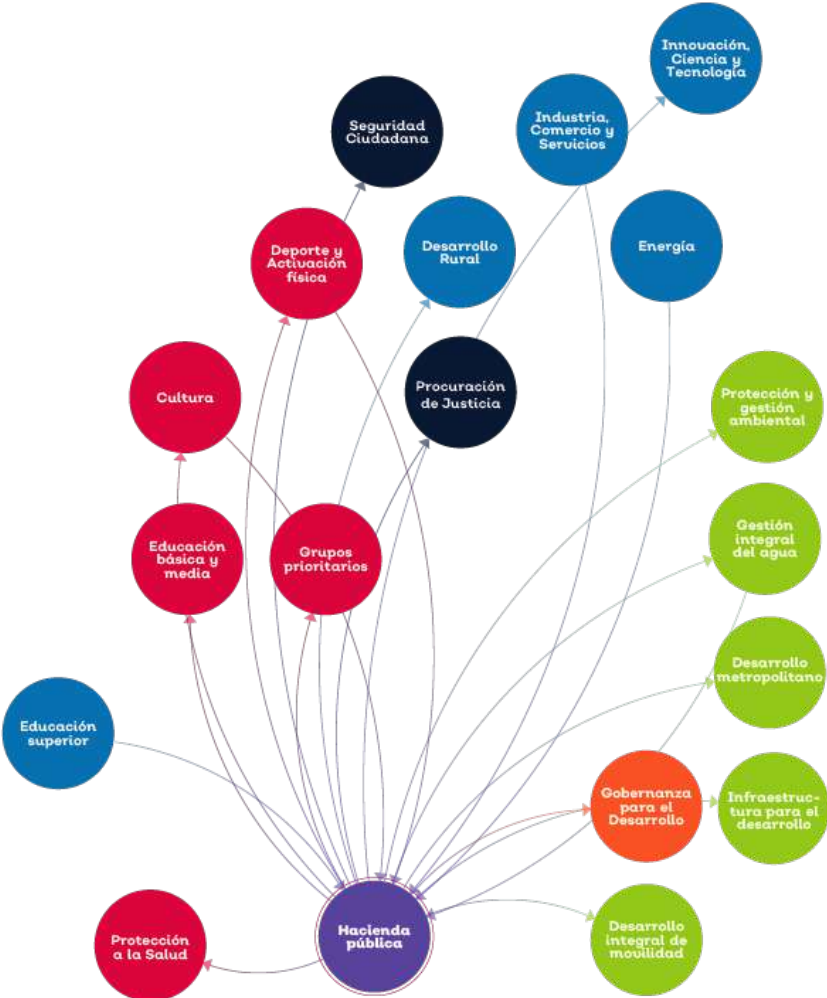 Innovación,
Ciencia y
Tecnología
Industria,
Comercio y
Servicios
Seguridad
Ciudadana
Deporte y
Activación
física
Desarrollo
Rural
Energía
Cultura
Procuración
de Justicia
Protección y
gestión
ambiental
Educación
básica y
media
Grupos
prioritarios
Gestión
integral
del agua
Desarrollo
metropolitano
Educación
superior
Gobernanza
para el
Desarrollo
Infraestruc-
tura para el
desarrollo
Hacienda
pública
Protección
a la Salud
Desarrollo
integral de
movilidad